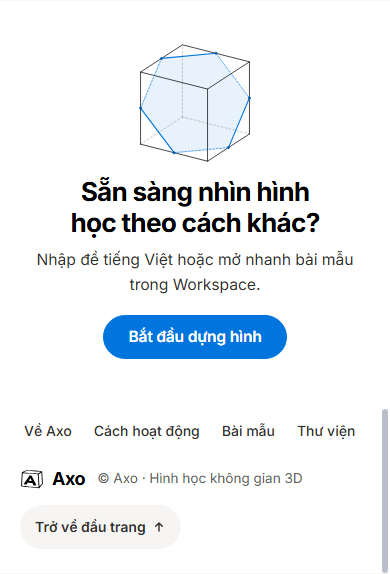 Sẵn sàng nhìn hình
học theo cách khác?
Nhập đề tiếng Việt hoặc mở nhanh bài mẫu
trong Workspace.
Bắt đầu dựng hình
Về Axo Cách hoạt động Bài mẫu Thư viện
A Axo © Axo · Hình học không gian 3D
Trở về đầu trang ↑